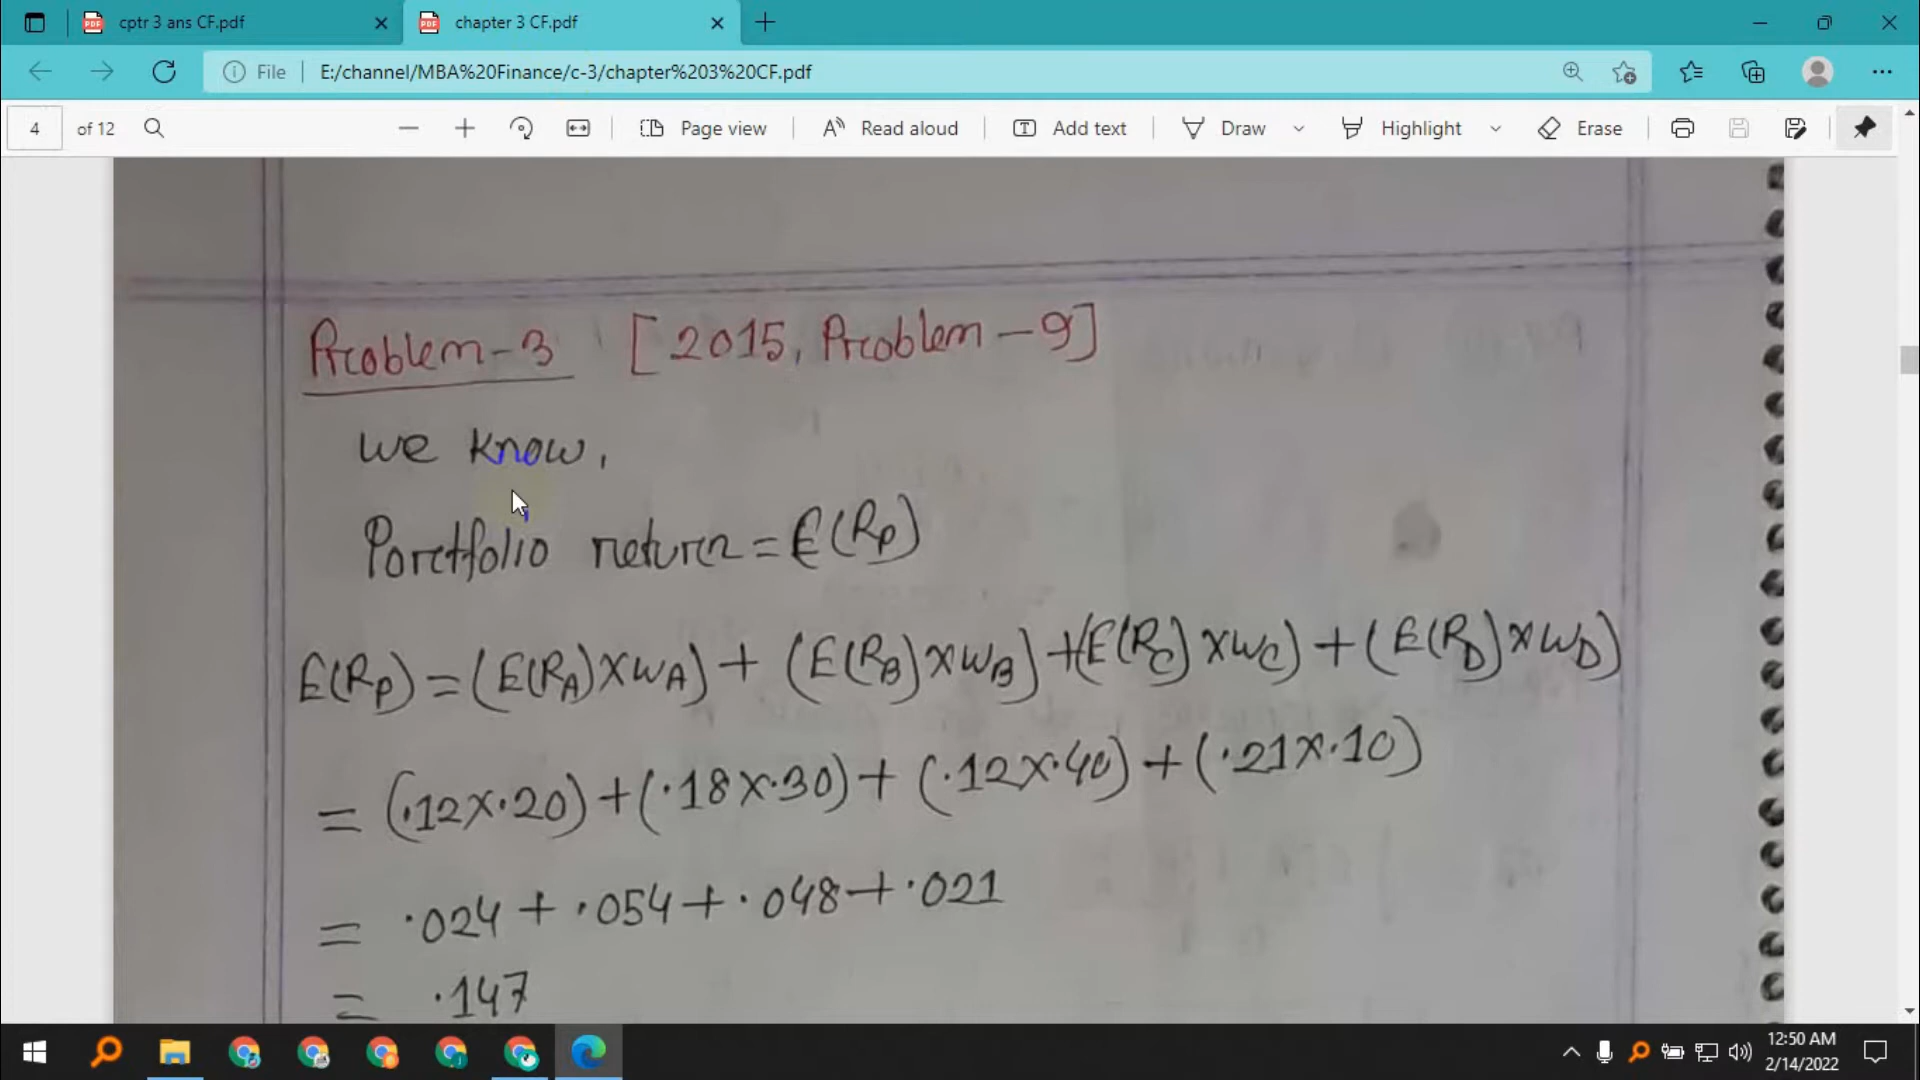 cptr 3 ans CF.pdf
chapter 3 CF.pdf
File
E:/channel/MBA%20Finance/c-3/chapter%203%20CF.pdf
4 of 12
Page view
Read aloud
Add text
Draw
Highlight
Erase
Problem-3 [2015, Problem-9]
We know,
Portfolio return = E(RP)
E(RP) = (E(RA)×WA) + (E(RB)×WB) + (E(RC)×WC) + (E(RD)×WD)
= (.12×.20) + (.18×.30) + (.12×.40) + (.21×.10)
= .024 + .054 + .048 + .021
= .147
12:50 AM
2/14/2022